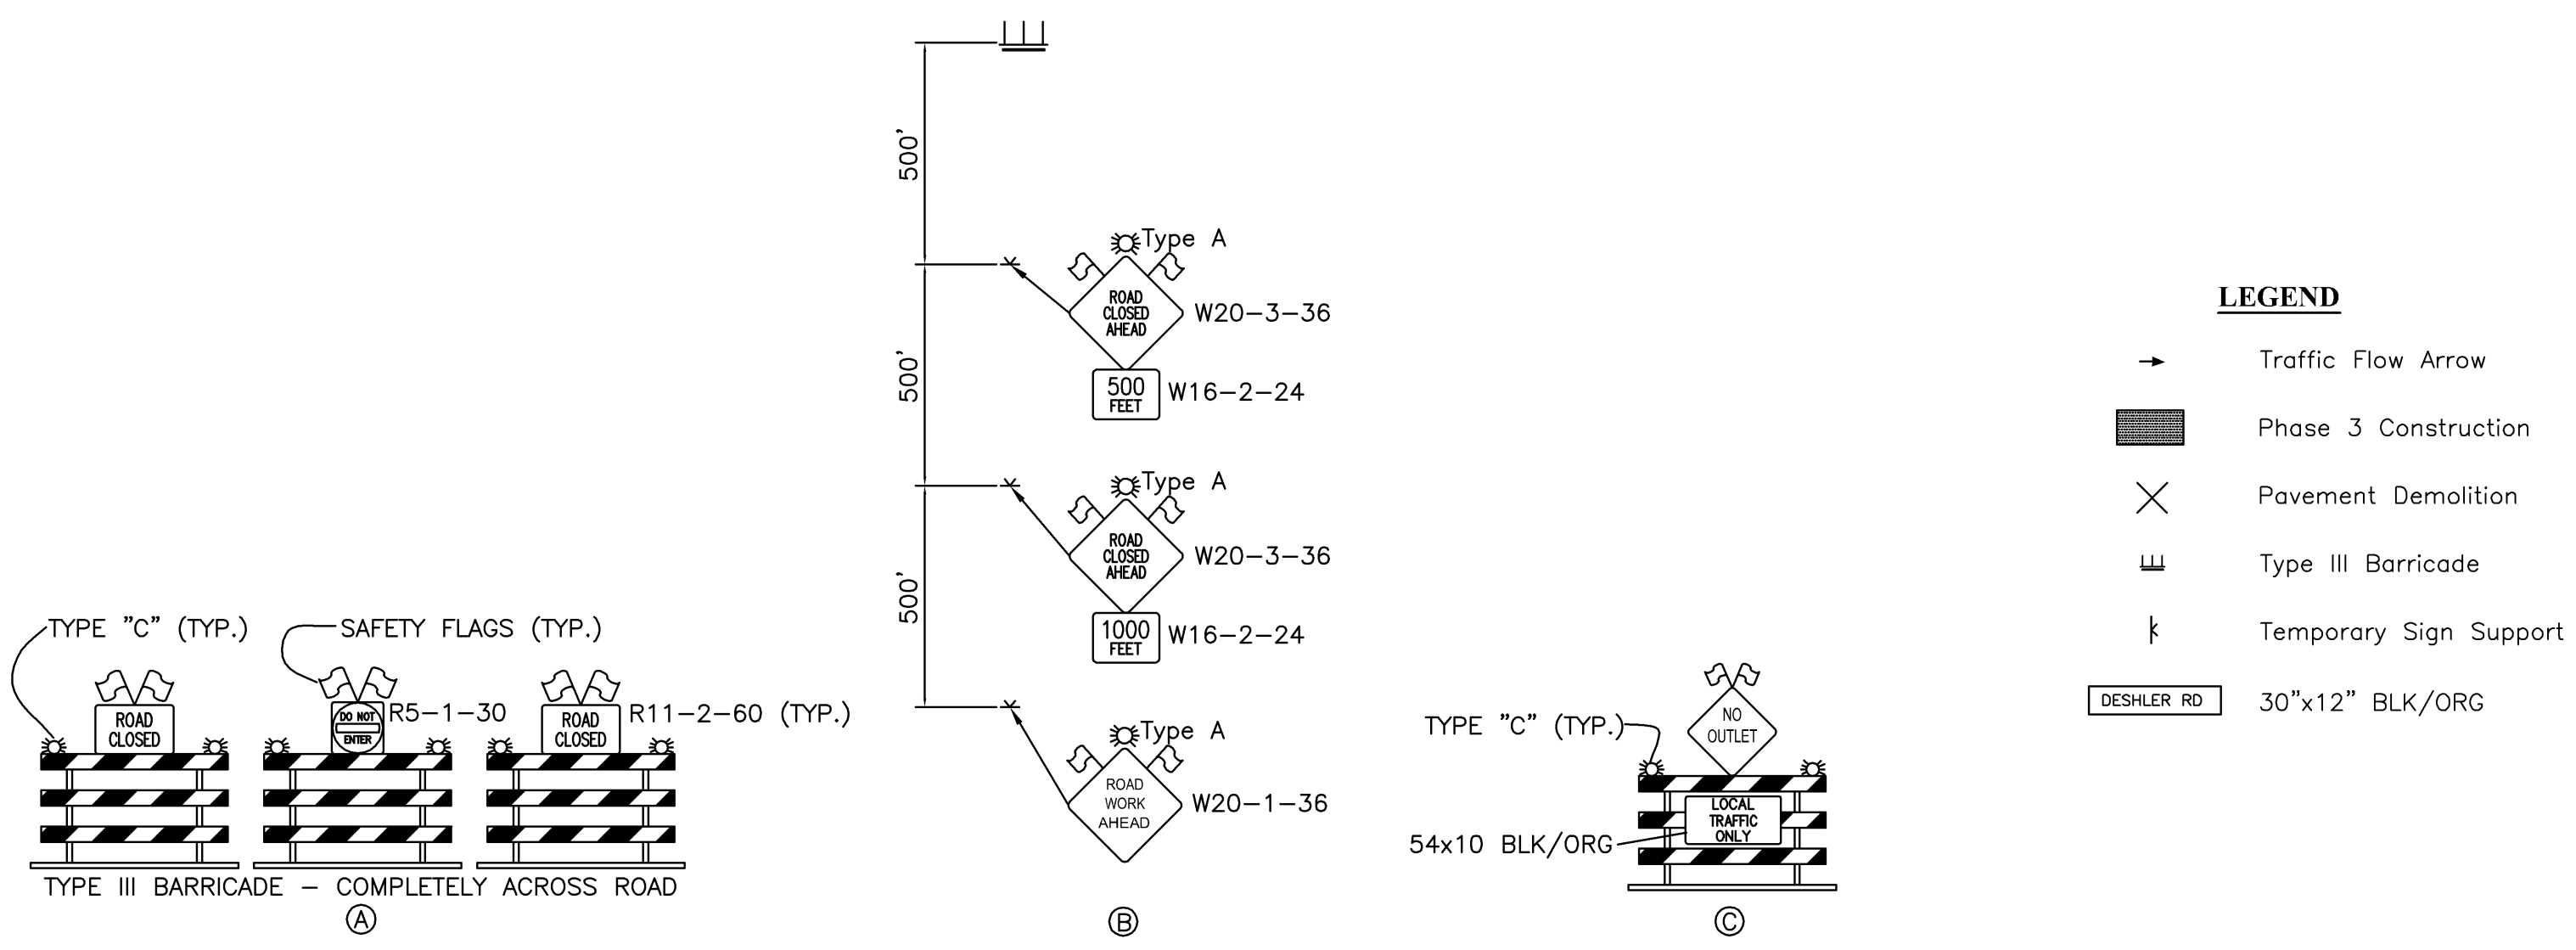 TYPE "C" (TYP.)
SAFETY FLAGS (TYP.)
ROAD
CLOSED
DO NOT
ENTER
R5-1-30
ROAD
CLOSED
R11-2-60 (TYP.)
TYPE III BARRICADE - COMPLETELY ACROSS ROAD
A
500'
500'
500'
Type A
ROAD
CLOSED
AHEAD
W20-3-36
500
FEET
W16-2-24
Type A
ROAD
CLOSED
AHEAD
W20-3-36
1000
FEET
W16-2-24
Type A
ROAD
WORK
AHEAD
W20-1-36
B
NO
OUTLET
TYPE "C" (TYP.)
LOCAL
TRAFFIC
ONLY
54x10 BLK/ORG
C
LEGEND
Traffic Flow Arrow
Phase 3 Construction
Pavement Demolition
Type III Barricade
Temporary Sign Support
DESHLER RD
30"x12" BLK/ORG